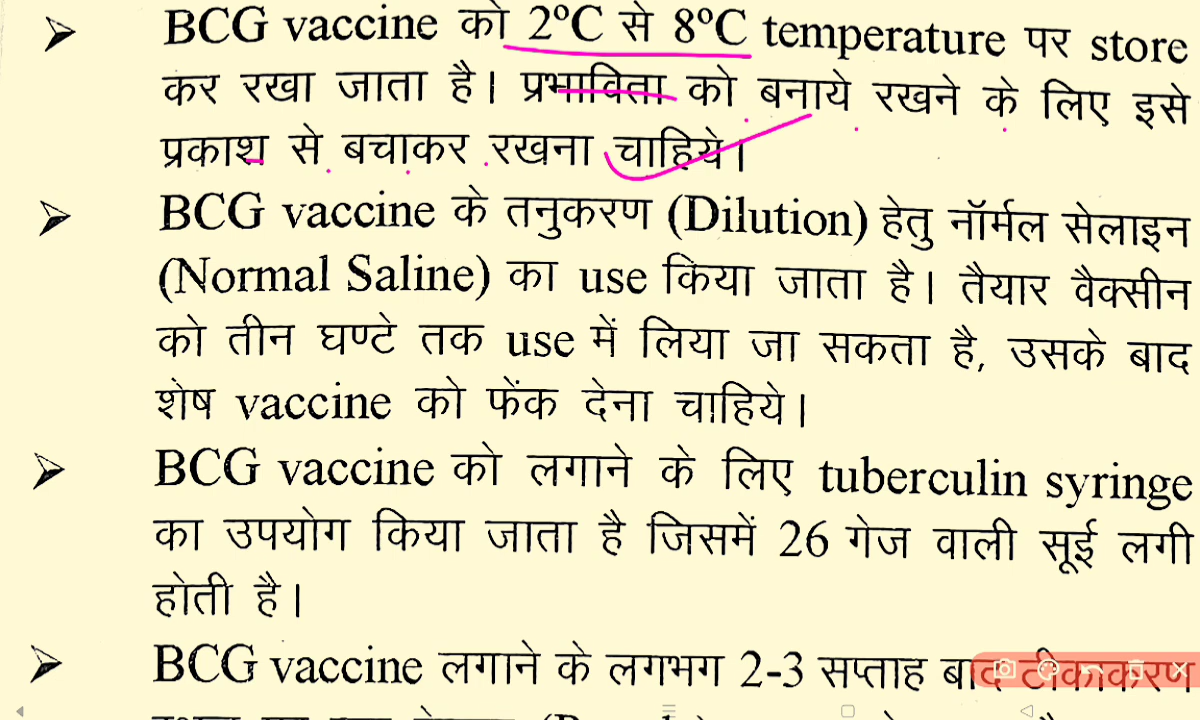 ➤ BCG vaccine को 2°C से 8°C temperature पर store
कर रखा जाता है। प्रभाविता को बनाये रखने के लिए इसे
प्रकाश से बचाकर रखना चाहिये।
➤ BCG vaccine के तनुकरण (Dilution) हेतु नॉर्मल सेलाइन
(Normal Saline) का use किया जाता है। तैयार वैक्सीन
को तीन घण्टे तक use में लिया जा सकता है, उसके बाद
शेष vaccine को फेंक देना चाहिये।
➤ BCG vaccine को लगाने के लिए tuberculin syringe
का उपयोग किया जाता है जिसमें 26 गेज वाली सूई लगी
होती है।
➤ BCG vaccine लगाने के लगभग 2-3 सप्ताह बाद टीकाकरण